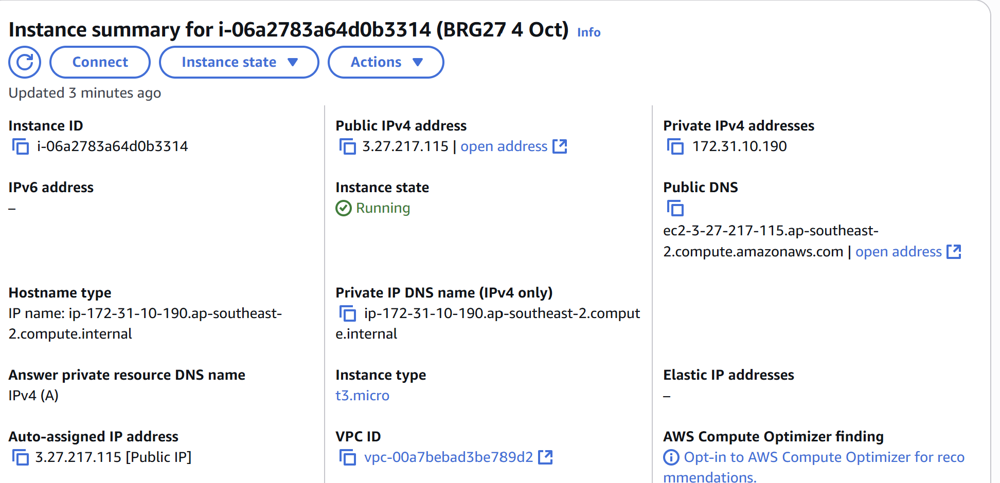 Instance summary for i-06a2783a64d0b3314 (BRG27 4 Oct) Info
Connect Instance state Actions
Updated 3 minutes ago
Instance ID
i-06a2783a64d0b3314
Public IPv4 address
3.27.217.115 | open address
Private IPv4 addresses
172.31.10.190
IPv6 address
–
Instance state
Running
Public DNS
ec2-3-27-217-115.ap-southeast-
2.compute.amazonaws.com | open address
Hostname type
IP name: ip-172-31-10-190.ap-southeast-
2.compute.internal
Private IP DNS name (IPv4 only)
ip-172-31-10-190.ap-southeast-2.comput
e.internal
Answer private resource DNS name
IPv4 (A)
Instance type
t3.micro
Elastic IP addresses
–
Auto-assigned IP address
3.27.217.115 [Public IP]
VPC ID
vpc-00a7bebad3be789d2
AWS Compute Optimizer finding
Opt-in to AWS Compute Optimizer for reco
mmendations.